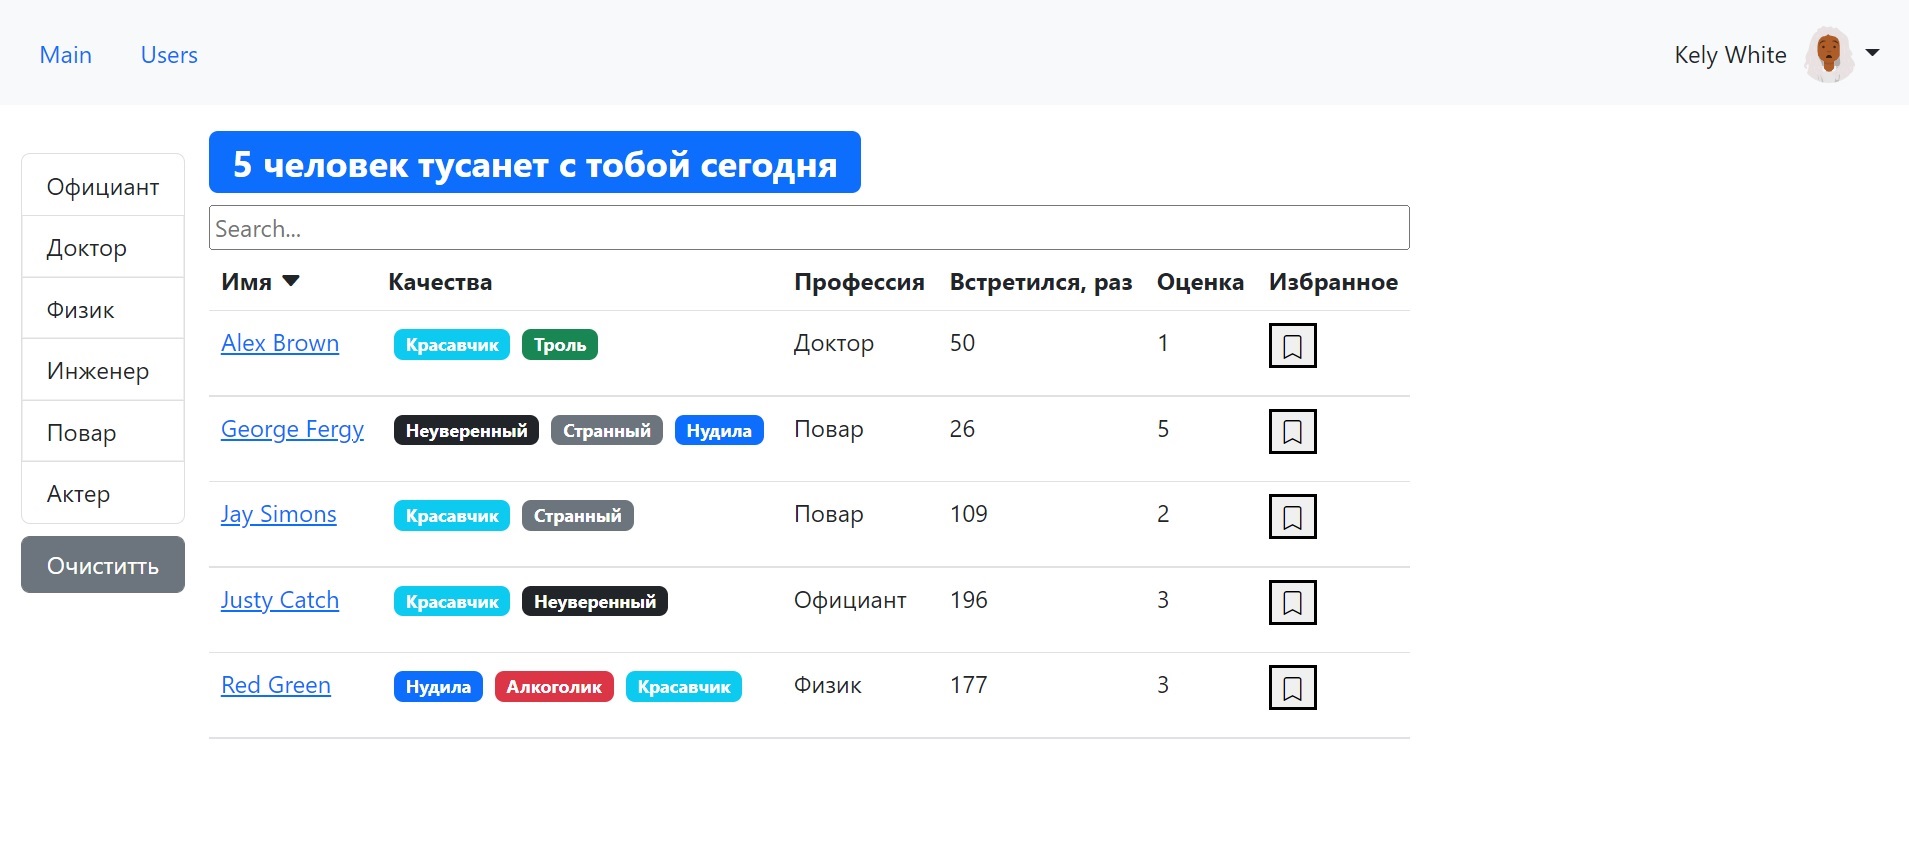 Main Users Kely White
5 человек тусанет с тобой сегодня
Search...
Официант
Доктор
Физик
Инженер
Повар
Актер
Очиститть
Имя Качества Профессия Встретился, раз Оценка Избранное
Alex Brown Красавчик Троль Доктор 50 1
George Fergy Неуверенный Странный Нудила Повар 26 5
Jay Simons Красавчик Странный Повар 109 2
Justy Catch Красавчик Неуверенный Официант 196 3
Red Green Нудила Алкоголик Красавчик Физик 177 3